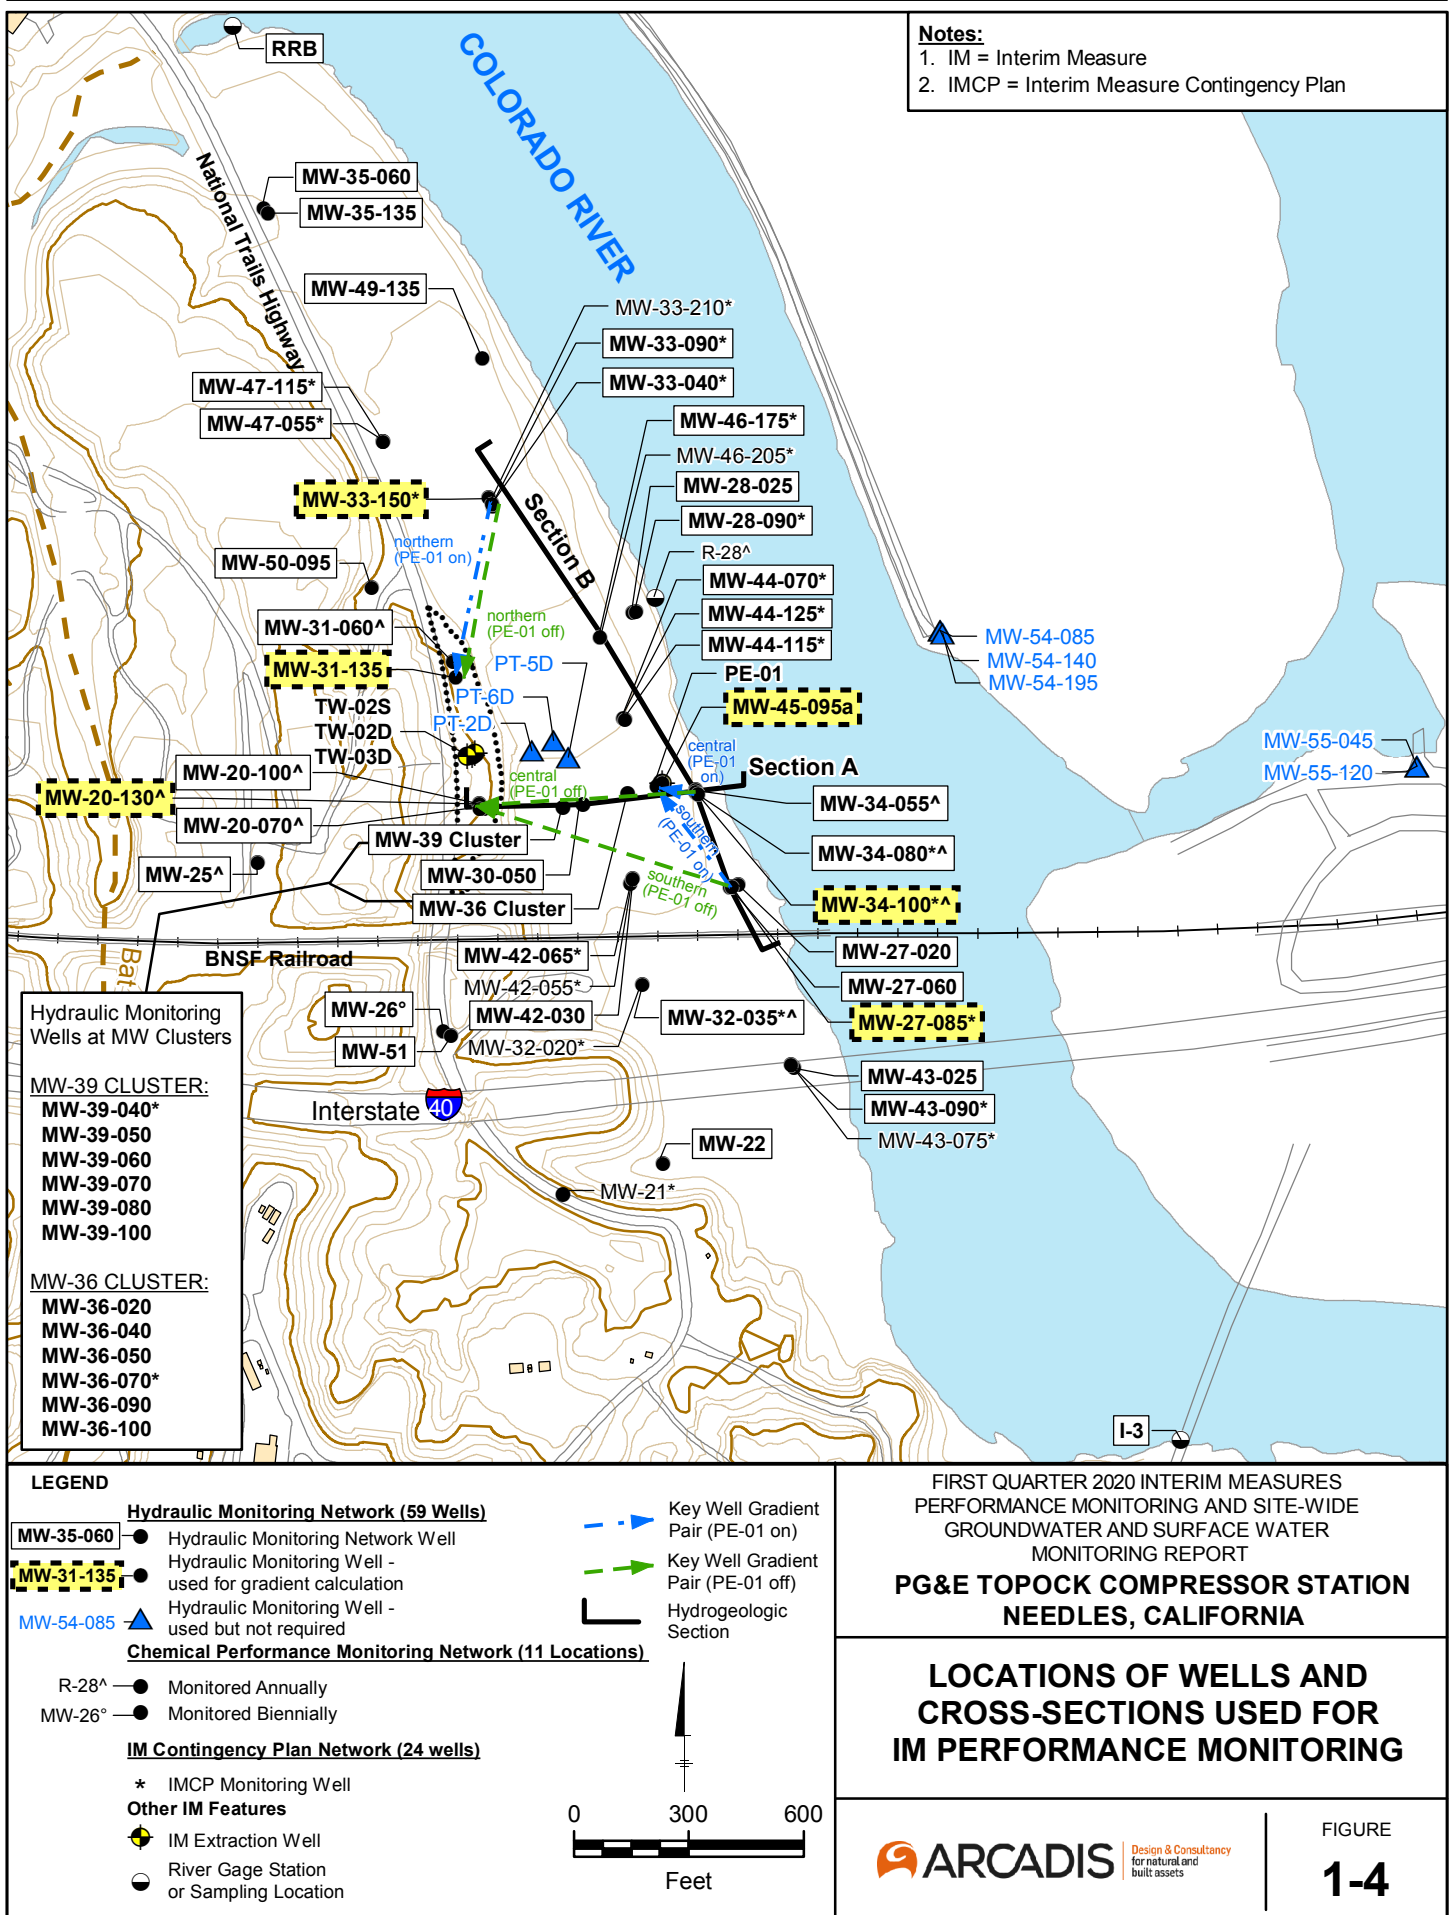 Notes:
1. IM = Interim Measure
2. IMCP = Interim Measure Contingency Plan
RRB
COLORADO RIVER
National Trails Highway
MW-35-060
MW-35-135
MW-49-135
MW-33-210*
MW-33-090*
MW-33-040*
MW-47-115*
MW-47-055*
MW-46-175*
MW-46-205*
MW-33-150*
MW-28-025
MW-28-090*
Section B
northern
(PE-01 on)
R-28^
MW-50-095
MW-44-070*
MW-44-125*
MW-44-115*
northern
(PE-01 off)
MW-31-060^
MW-31-135
PT-5D
PT-6D
PT-2D
PE-01
MW-45-095a
MW-54-085
MW-54-140
MW-54-195
TW-02S
TW-02D
TW-03D
MW-55-045
MW-55-120
central
(PE-01
on)
Section A
central
(PE-01 off)
MW-20-100^
MW-20-130^
MW-20-070^
MW-34-055^
MW-34-080*^
MW-34-100*^
southern
(PE-01 on)
southern
(PE-01 off)
MW-39 Cluster
MW-30-050
MW-36 Cluster
MW-25^
BNSF Railroad
Bat
MW-42-065*
MW-42-055*
MW-42-030
MW-27-020
MW-27-060
MW-27-085*
MW-26°
MW-51
MW-32-035*^
MW-32-020*
Interstate 40
MW-43-025
MW-43-090*
MW-43-075*
MW-22
MW-21*
I-3
Hydraulic Monitoring
Wells at MW Clusters
MW-39 CLUSTER:
MW-39-040*
MW-39-050
MW-39-060
MW-39-070
MW-39-080
MW-39-100
MW-36 CLUSTER:
MW-36-020
MW-36-040
MW-36-050
MW-36-070*
MW-36-090
MW-36-100
LEGEND
Hydraulic Monitoring Network (59 Wells)
MW-35-060 Hydraulic Monitoring Network Well
MW-31-135 Hydraulic Monitoring Well -
used for gradient calculation
MW-54-085 Hydraulic Monitoring Well -
used but not required
Chemical Performance Monitoring Network (11 Locations)
R-28^ Monitored Annually
MW-26° Monitored Biennially
IM Contingency Plan Network (24 wells)
* IMCP Monitoring Well
Other IM Features
IM Extraction Well
River Gage Station
or Sampling Location
Key Well Gradient
Pair (PE-01 on)
Key Well Gradient
Pair (PE-01 off)
Hydrogeologic
Section
0 300 600
Feet
FIRST QUARTER 2020 INTERIM MEASURES
PERFORMANCE MONITORING AND SITE-WIDE
GROUNDWATER AND SURFACE WATER
MONITORING REPORT
PG&E TOPOCK COMPRESSOR STATION
NEEDLES, CALIFORNIA
LOCATIONS OF WELLS AND
CROSS-SECTIONS USED FOR
IM PERFORMANCE MONITORING
ARCADIS
Design & Consultancy
for natural and
built assets
FIGURE
1-4